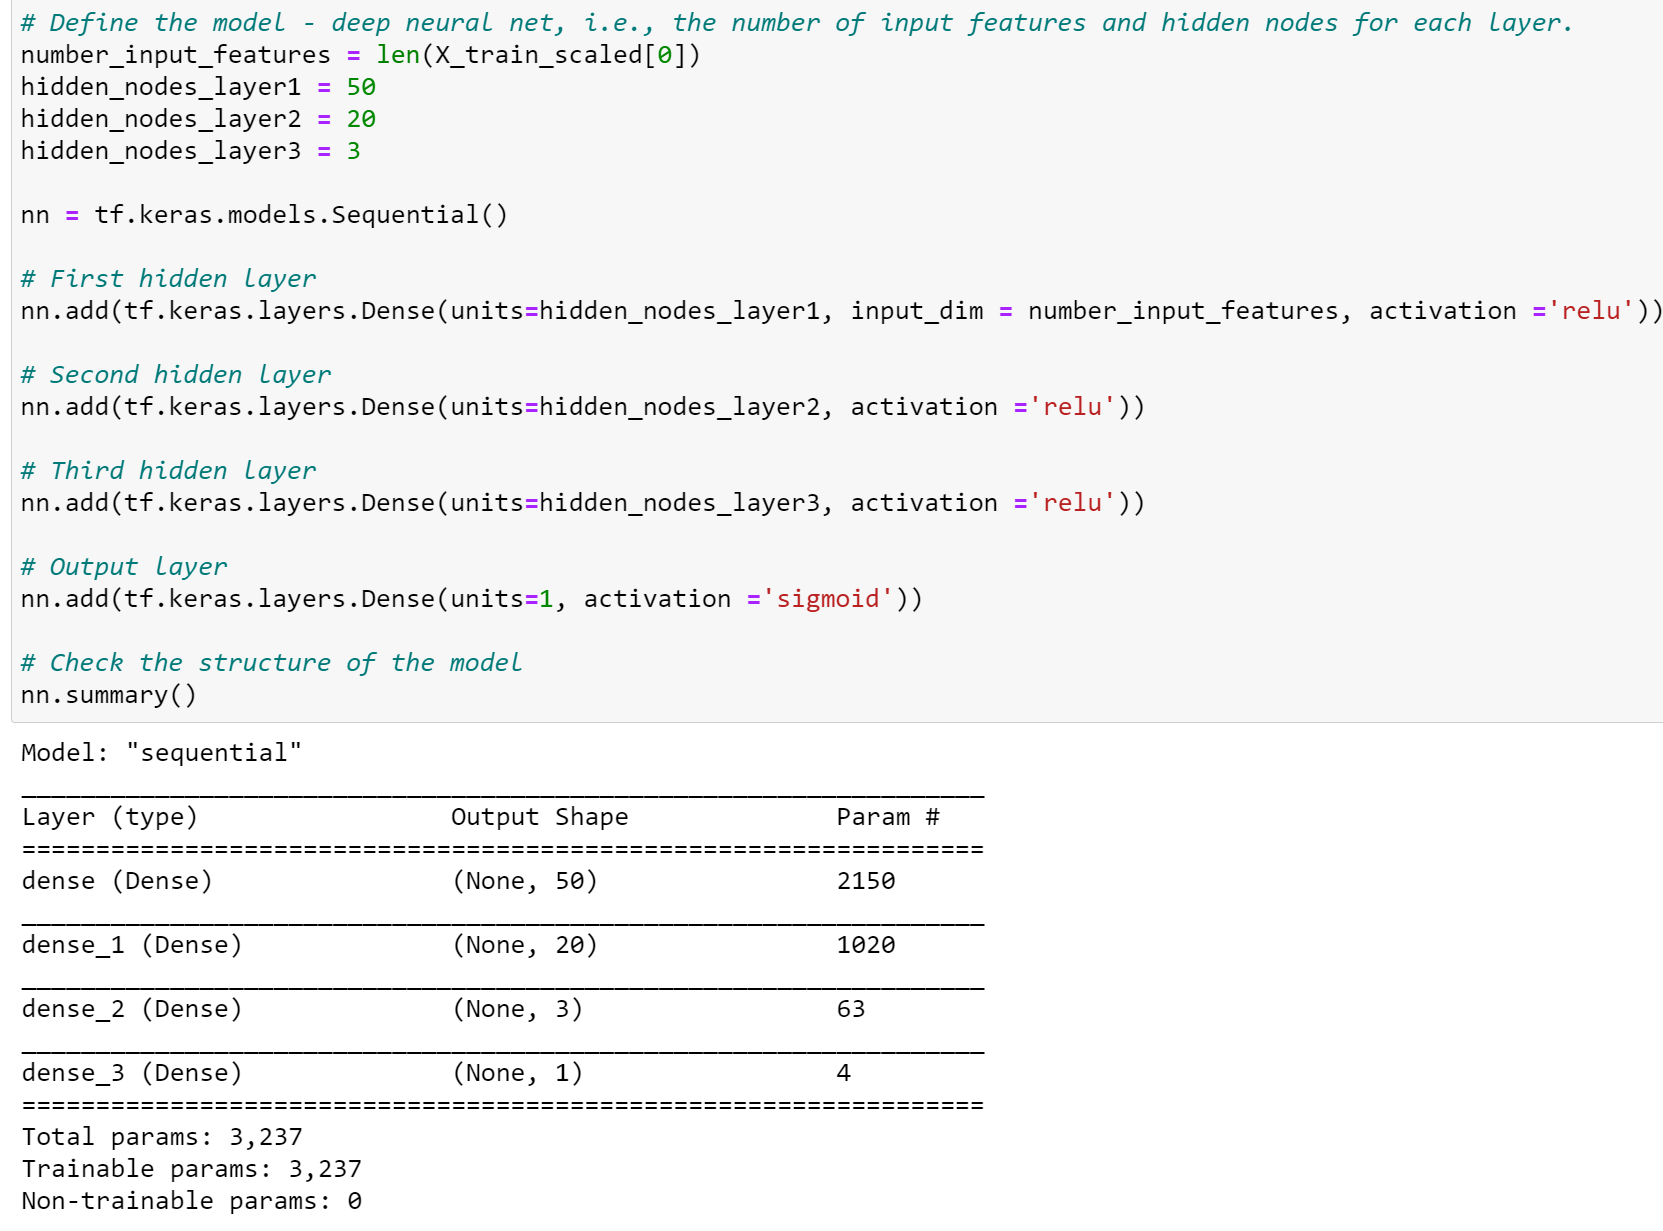 # Define the model - deep neural net, i.e., the number of input features and hidden nodes for each layer.
number_input_features = len(X_train_scaled[0])
hidden_nodes_layer1 = 50
hidden_nodes_layer2 = 20
hidden_nodes_layer3 = 3

nn = tf.keras.models.Sequential()

# First hidden layer
nn.add(tf.keras.layers.Dense(units=hidden_nodes_layer1, input_dim = number_input_features, activation ='relu'))

# Second hidden layer
nn.add(tf.keras.layers.Dense(units=hidden_nodes_layer2, activation ='relu'))

# Third hidden layer
nn.add(tf.keras.layers.Dense(units=hidden_nodes_layer3, activation ='relu'))

# Output layer
nn.add(tf.keras.layers.Dense(units=1, activation ='sigmoid'))

# Check the structure of the model
nn.summary()

Model: "sequential"
_________________________________________________________________
Layer (type)                 Output Shape              Param #
=================================================================
dense (Dense)                (None, 50)                2150
_________________________________________________________________
dense_1 (Dense)              (None, 20)                1020
_________________________________________________________________
dense_2 (Dense)              (None, 3)                 63
_________________________________________________________________
dense_3 (Dense)              (None, 1)                 4
=================================================================
Total params: 3,237
Trainable params: 3,237
Non-trainable params: 0